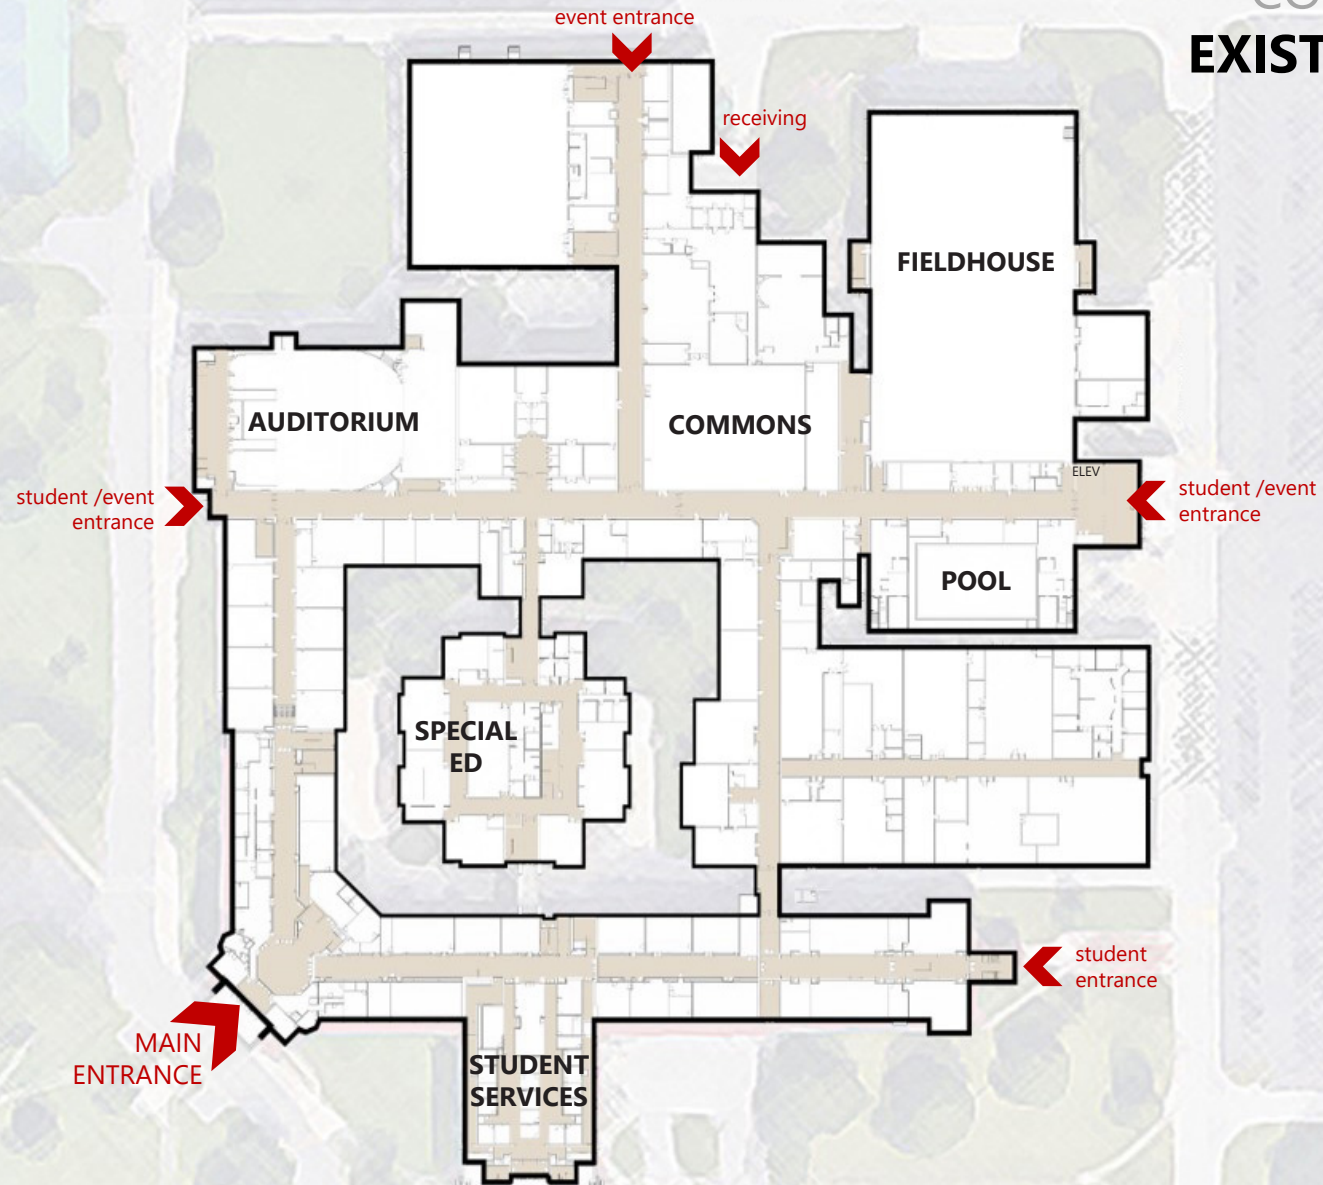 EXIST
event entrance
receiving
FIELDHOUSE
AUDITORIUM
COMMONS
ELEV
student /event
entrance
student /event
entrance
POOL
SPECIAL
ED
student
entrance
MAIN
ENTRANCE
STUDENT
SERVICES